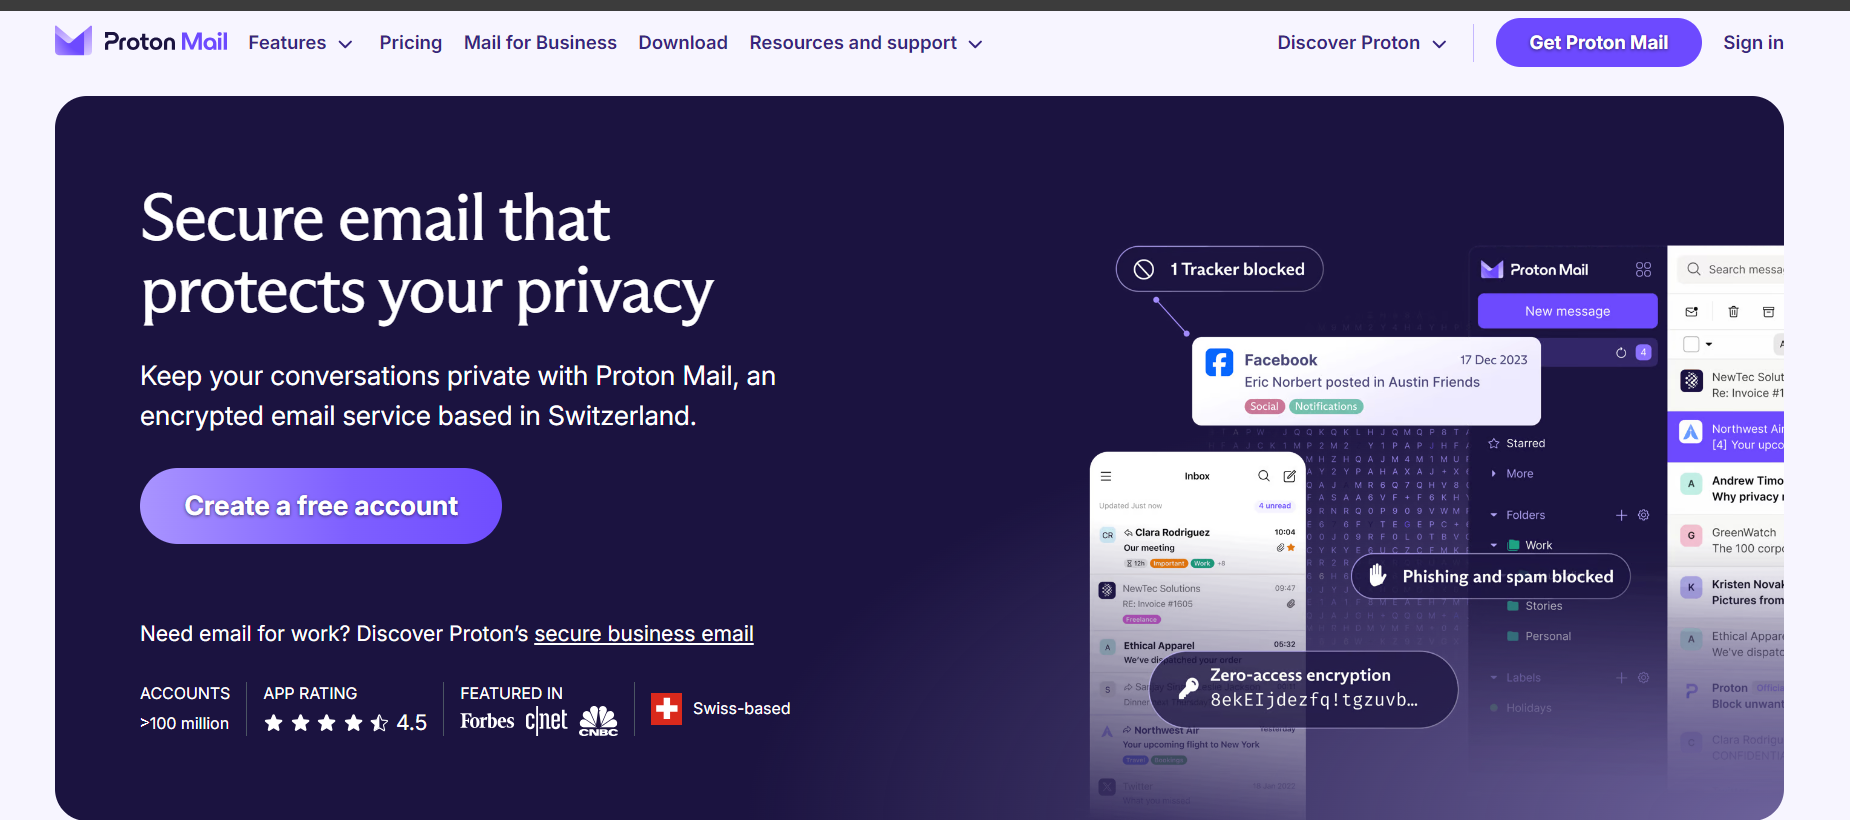 Proton Mail
Features
Pricing
Mail for Business
Download
Resources and support
Discover Proton
Get Proton Mail
Sign in
Secure email that
protects your privacy
Keep your conversations private with Proton Mail, an
encrypted email service based in Switzerland.
Create a free account
Need email for work? Discover Proton’s secure business email
ACCOUNTS
>100 million
APP RATING
4.5
FEATURED IN
Forbes
c|net
CNBC
Swiss-based
1 Tracker blocked
Facebook
17 Dec 2023
Eric Norbert posted in Austin Friends
Social
Notifications
Inbox
Updated Just now
4 unread
CR
Clara Rodriguez
10:04
Our meeting
12h
Important
Work
+8
NewTec Solutions
09:47
RE: Invoice #1605
Freelance
A
Ethical Apparel
05:32
We’ve dispatched your order
S
Northwest Air
Yesterday
Your upcoming flight to New York
Travel
Bookings
Twitter
Zero-access encryption
8ekEIjdezfq!tgzuvb…
Phishing and spam blocked
Proton Mail
New message
4
Starred
More
Folders
Work
Stories
Personal
Labels
Holidays
Search messa
NewTec Solut
Re: Invoice #1
Northwest Air
[4] Your upco
A
Andrew Timo
Why privacy
G
GreenWatch
The 100 corp
K
Kristen Novak
Pictures from
A
Ethical Appare
We’ve dispatc
Proton
Official
Block unwant
C
Clara Rodrigu
CONFIDENTI